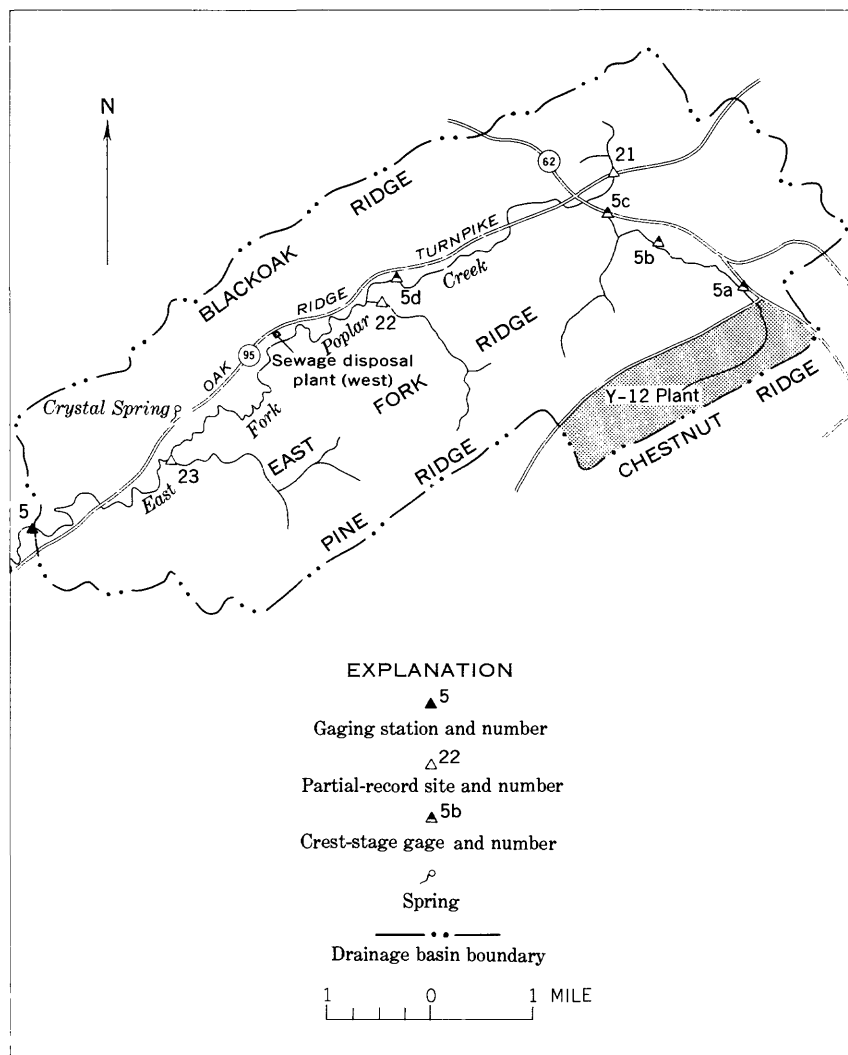 N
62
21
5c
5b
5a
BLACKOAK RIDGE
OAK RIDGE TURNPIKE
5d
22
East Fork Poplar Creek
95
Sewage disposal
plant (west)
Crystal Spring
EAST FORK RIDGE
Y-12 Plant
CHESTNUT RIDGE
PINE RIDGE
23
5
EXPLANATION
5
Gaging station and number
22
Partial-record site and number
5b
Crest-stage gage and number
Spring
Drainage basin boundary
1 0 1 MILE